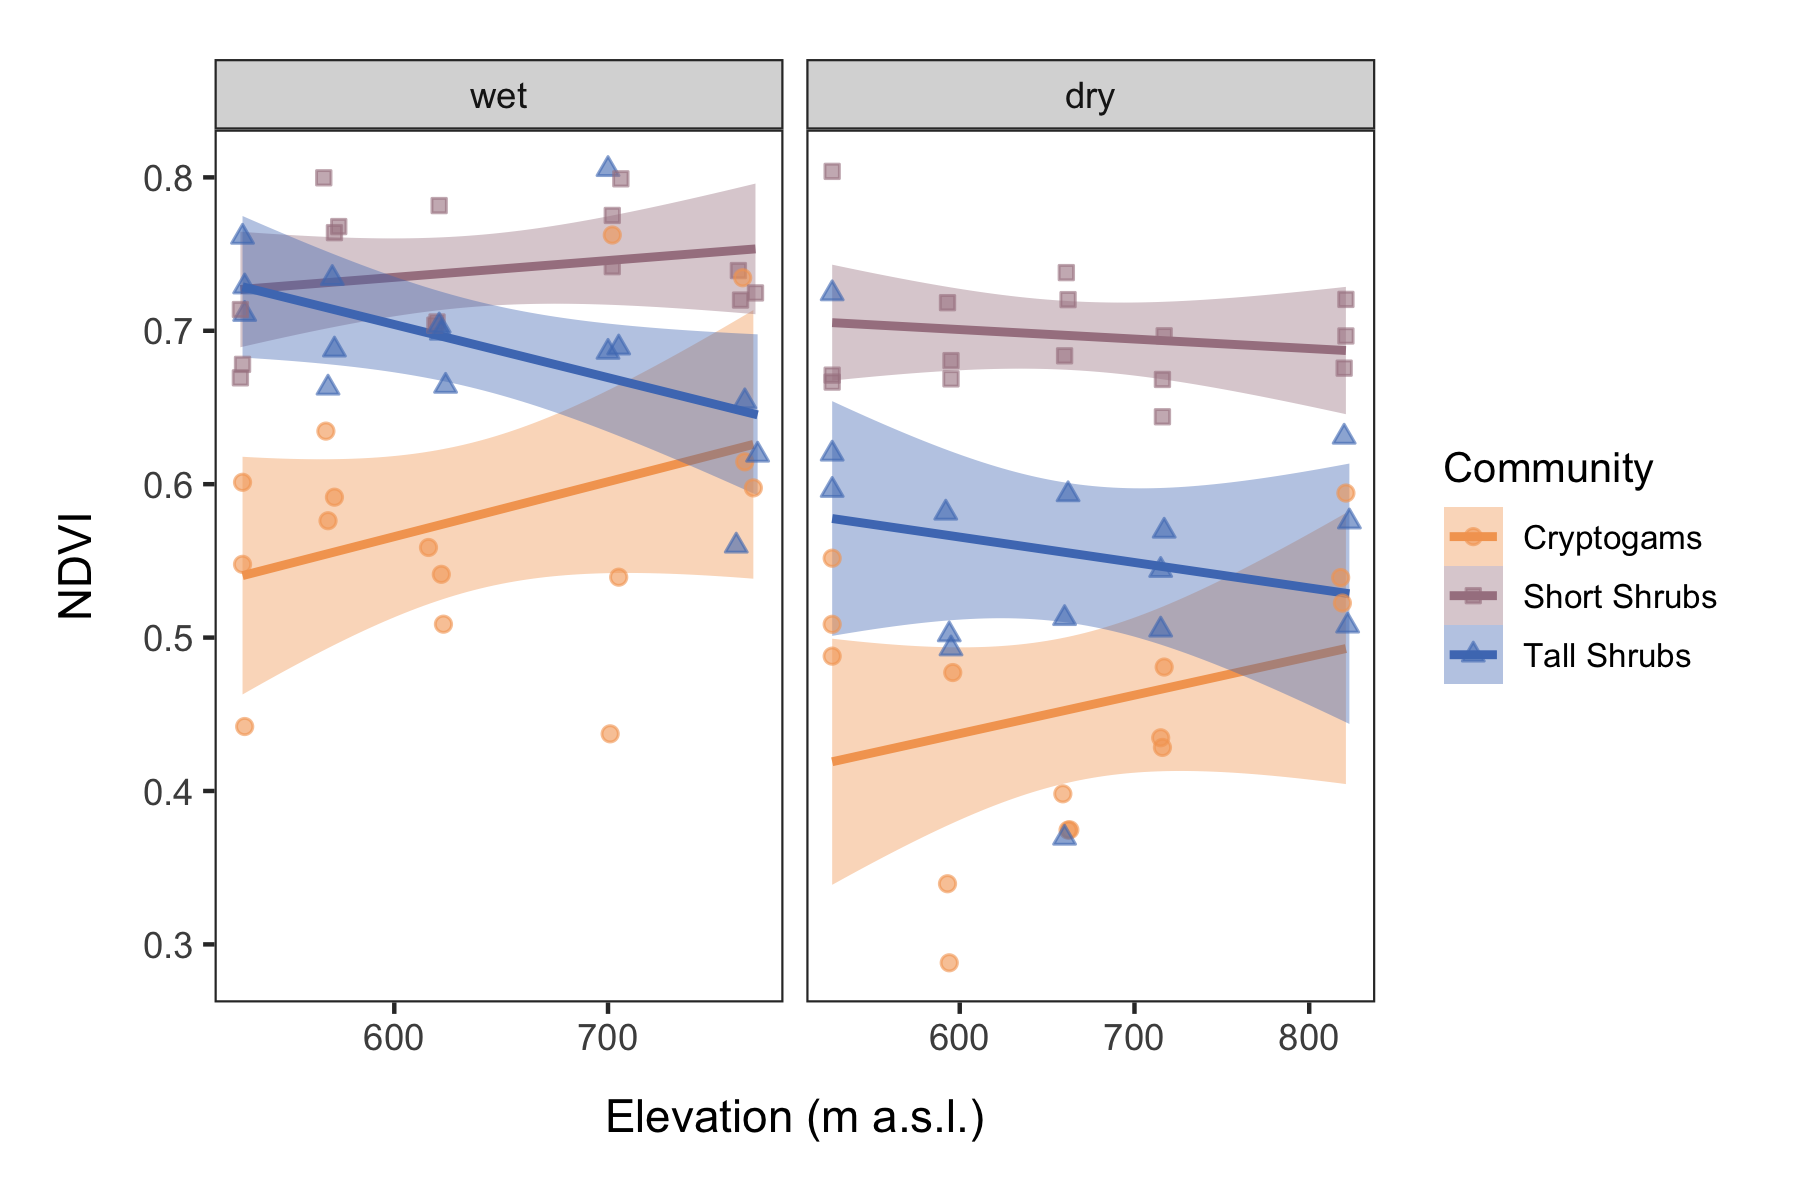 wet
dry
0.8
0.7
0.6
0.5
0.4
0.3
NDVI
600
700
600
700
800
Elevation (m a.s.l.)
Community
Cryptogams
Short Shrubs
Tall Shrubs